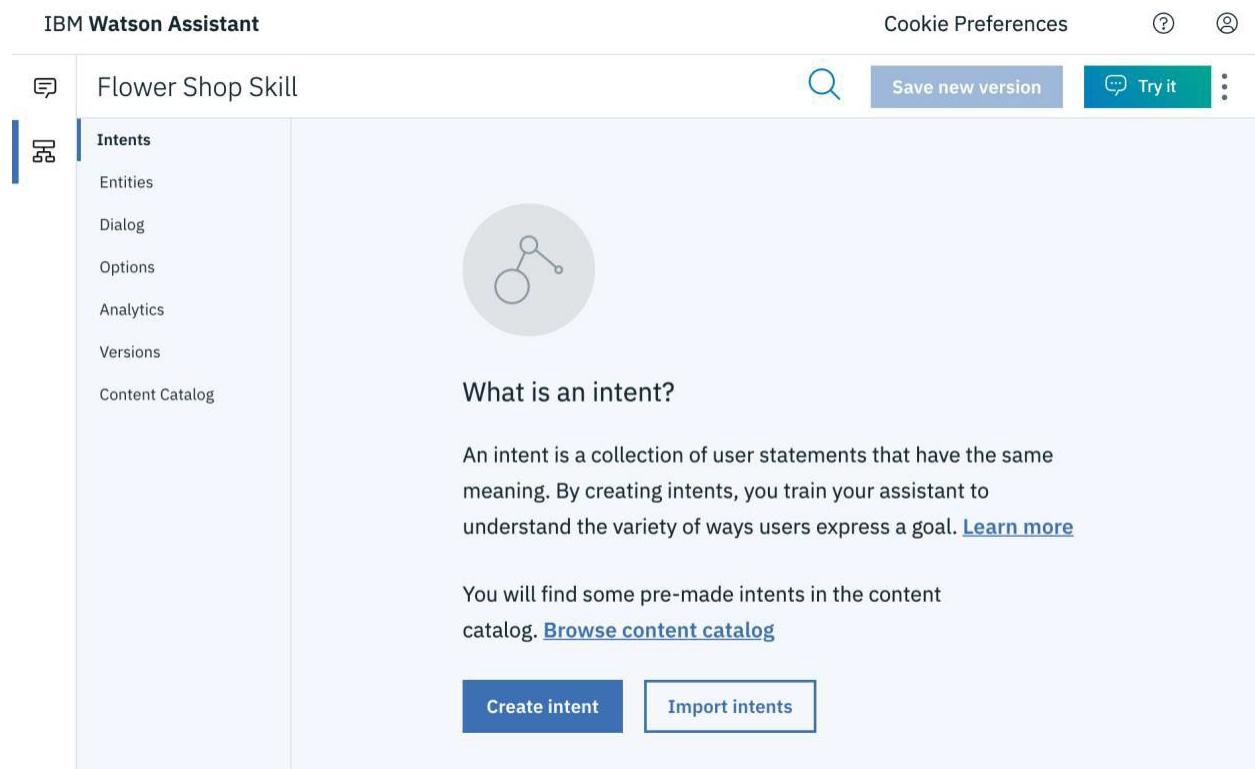 IBM Watson Assistant
Cookie Preferences
?
Flower Shop Skill
Save new version
Try it
Intents
Entities
Dialog
Options
Analytics
Versions
Content Catalog
What is an intent?
An intent is a collection of user statements that have the same
meaning. By creating intents, you train your assistant to
understand the variety of ways users express a goal. Learn more
You will find some pre-made intents in the content
catalog. Browse content catalog
Create intent
Import intents